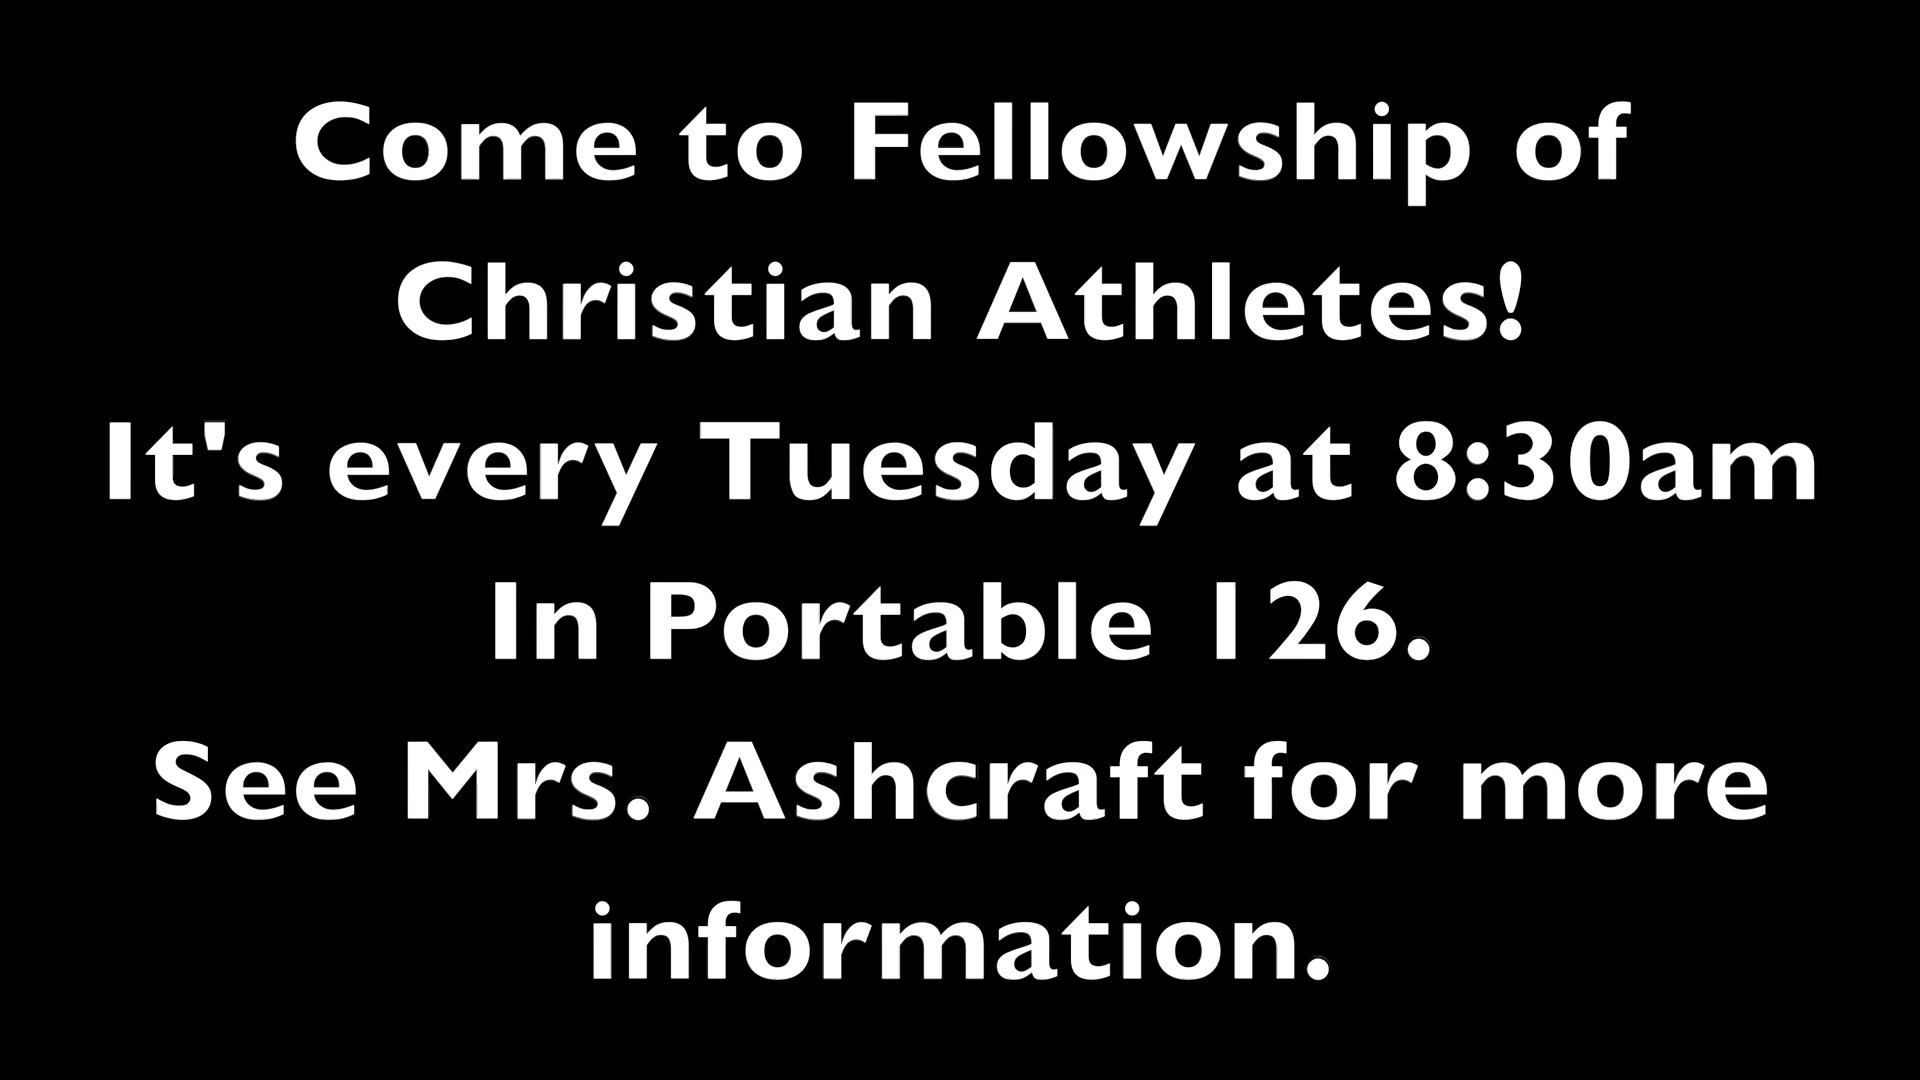 Come to Fellowship of
Christian Athletes!
It's every Tuesday at 8:30am
In Portable 126.
See Mrs. Ashcraft for more
information.